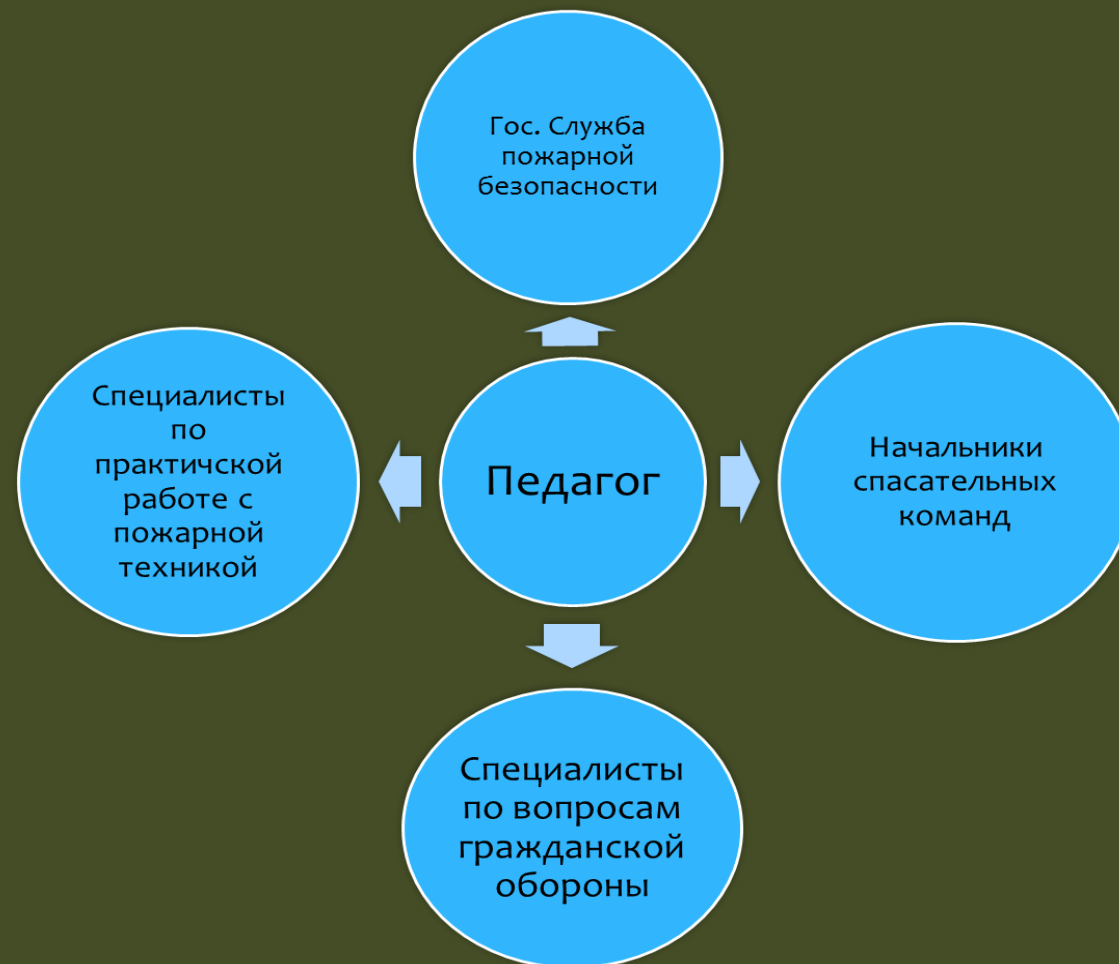 Гос. Служба
пожарной
безопасности
Специалисты
по
практичской
работе с
пожарной
техникой
Педагог
Начальники
спасательных
команд
Специалисты
по вопросам
гражданской
обороны